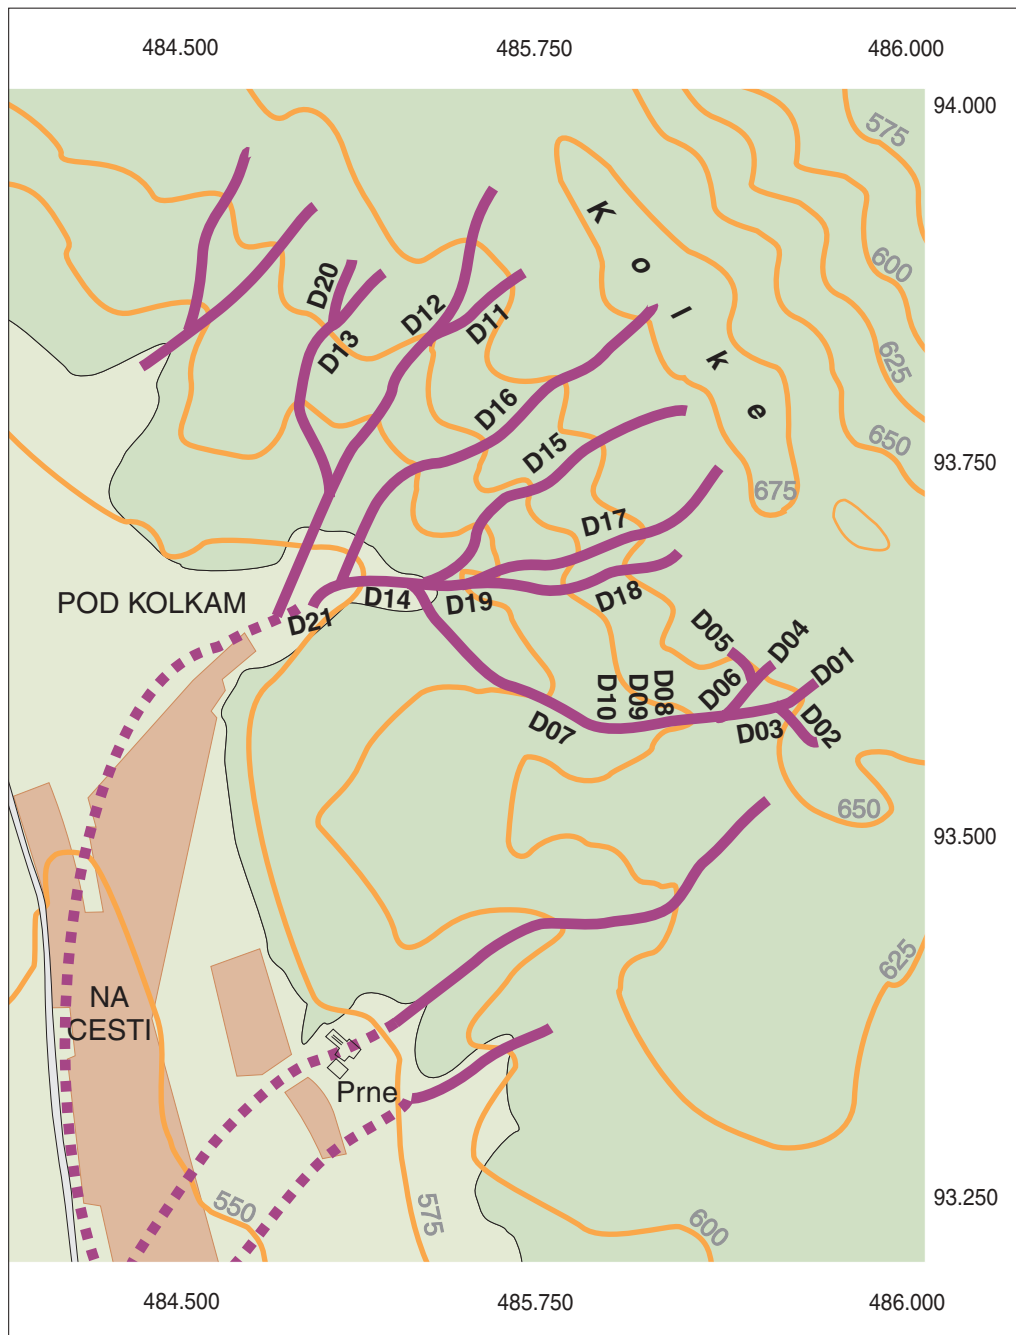 484.500 485.750 486.000
94.000
575
K
o
l
k
e
600
D20
D12
D11
D13
625
D16
D15
650
93.750
675
D17
POD KOLKAM
D14
D19
D18
D21
D05
D04
D01
D06
D10
D09
D08
D07
D03
D02
650
93.500
625
NA
CESTI
Prne
550
575
600
93.250
484.500 485.750 486.000